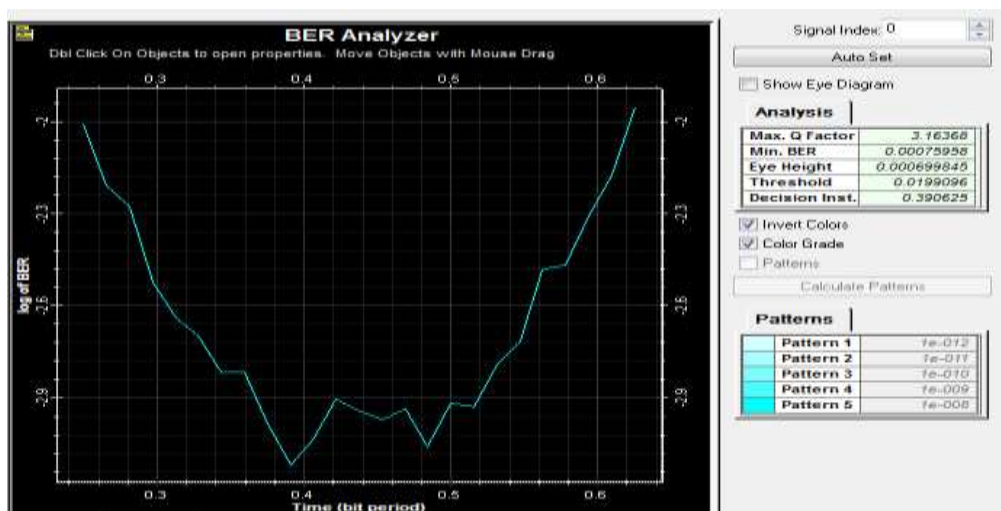 BER Analyzer
Dbl Click On Objects to open properties. Move Objects with Mouse Drag
0.3 0.4 0.5 0.6
-2 -2
-2.3 -2.3
log of BER
-2.6 -2.6
-2.9 -2.9
0.3 0.4 0.5 0.6
Time (bit period)
Signal Index: 0
Auto Set
Show Eye Diagram
Analysis
Max. Q Factor 3.16368
Min. BER 0.00075958
Eye Height 0.000699845
Threshold 0.0199096
Decision Inst. 0.390625
Invert Colors
Color Grade
Patterns
Calculate Patterns
Patterns
Pattern 1 1e-012
Pattern 2 1e-011
Pattern 3 1e-010
Pattern 4 1e-009
Pattern 5 1e-008